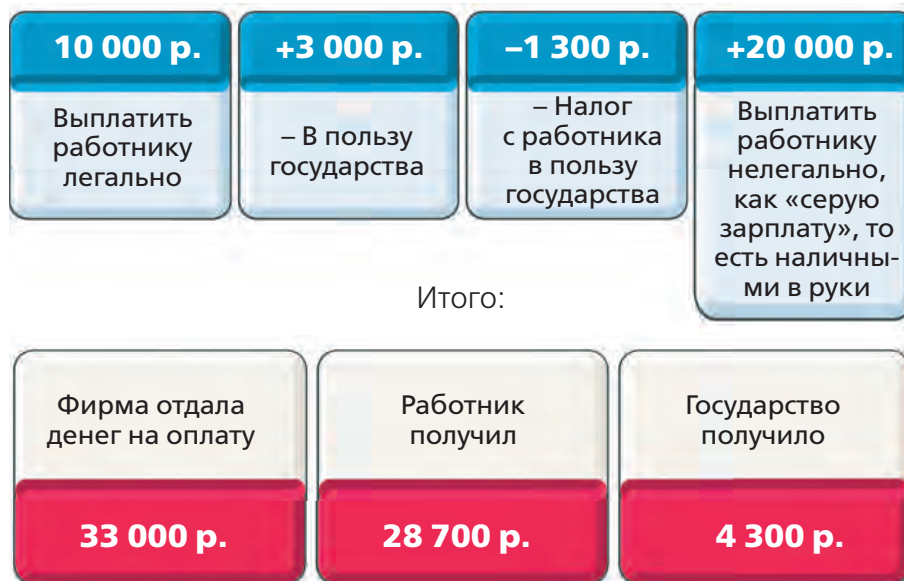 10 000 р.
Выплатить
работнику
легально
+3 000 р.
– В пользу
государства
–1 300 р.
– Налог
с работника
в пользу
государства
+20 000 р.
Выплатить
работнику
нелегально,
как «серую
зарплату», то
есть наличны-
ми в руки
Итого:
Фирма отдала
денег на оплату
33 000 р.
Работник
получил
28 700 р.
Государство
получило
4 300 р.